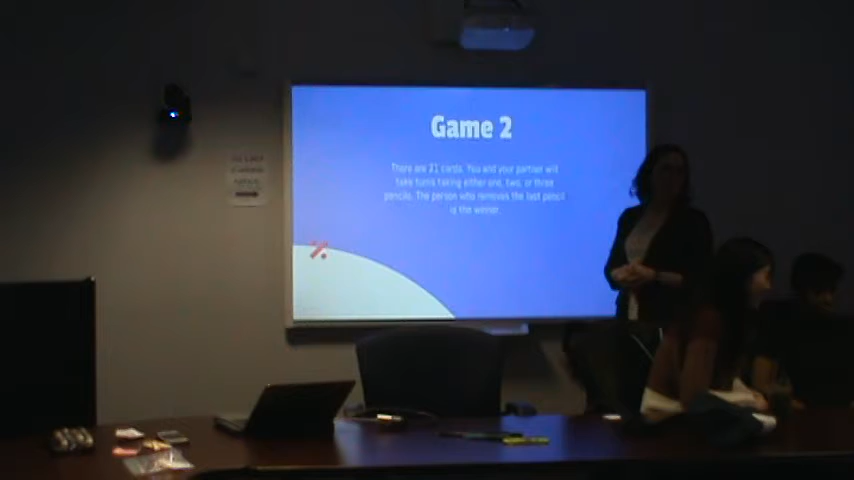 Game 2
There are 21 cards. You and your partner will
take turns taking either one, two, or three
pencils. The person who removes the last pencil
is the winner.